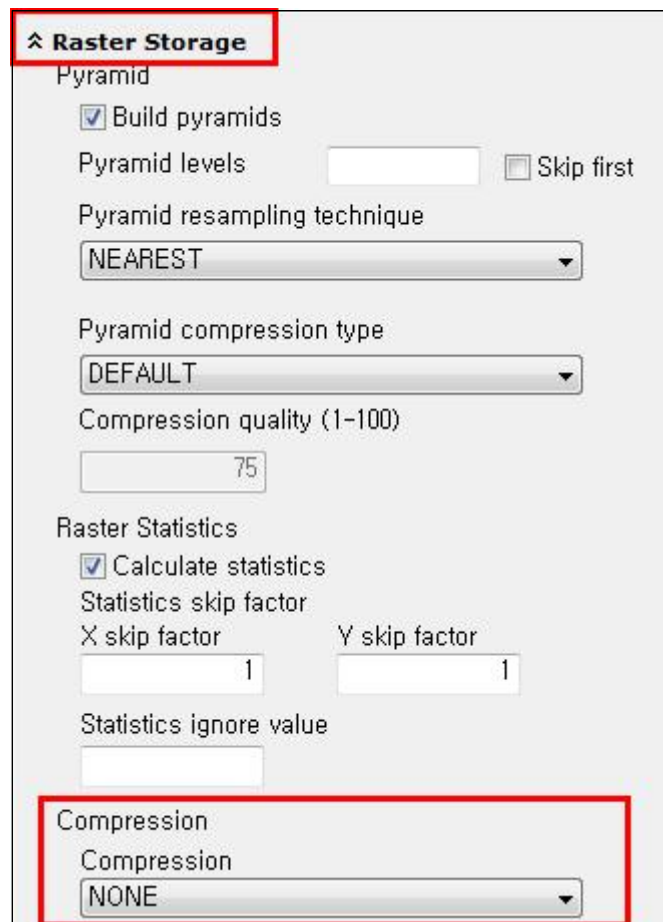 Raster Storage
Pyramid
Build pyramids
Pyramid levels Skip first
Pyramid resampling technique
NEAREST
Pyramid compression type
DEFAULT
Compression quality (1-100)
75
Raster Statistics
Calculate statistics
Statistics skip factor
X skip factor Y skip factor
1 1
Statistics ignore value
Compression
Compression
NONE